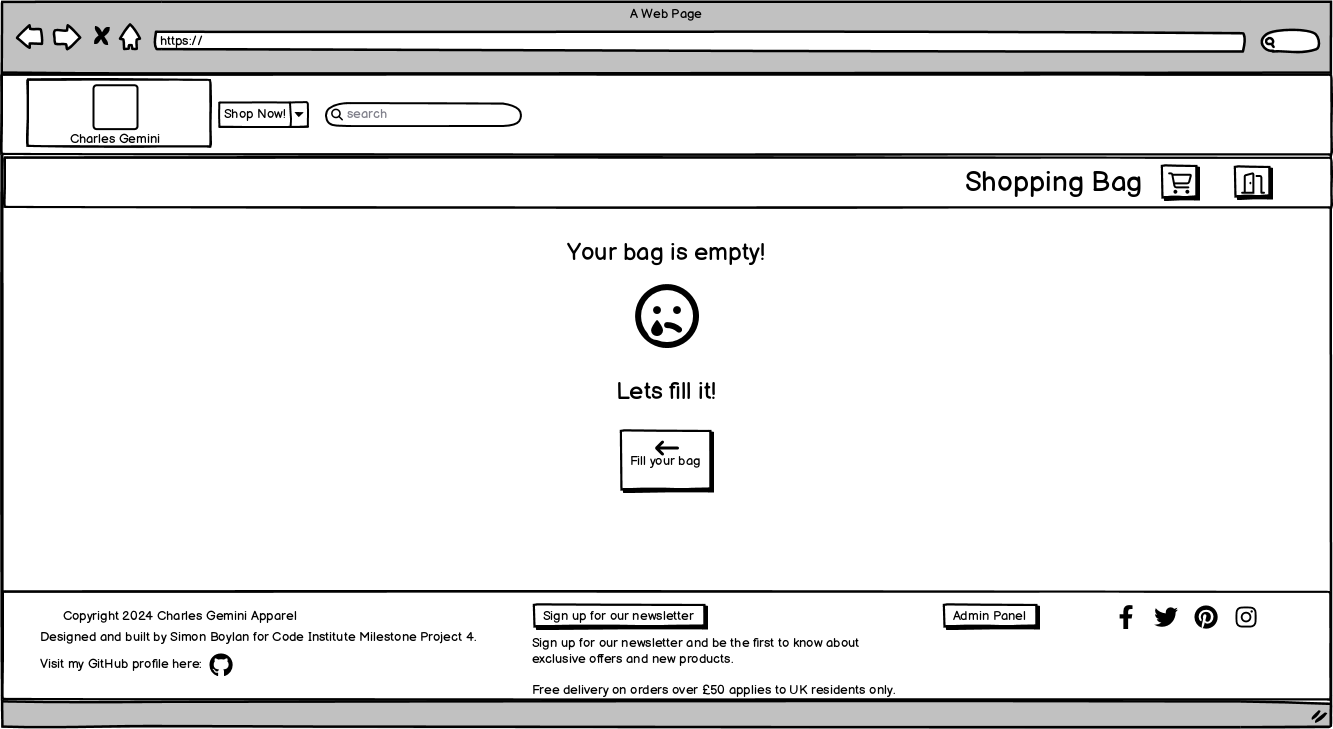 A Web Page
https://
Charles Gemini
Shop Now!
search
Shopping Bag
Your bag is empty!
Lets fill it!
Fill your bag
Copyright 2024 Charles Gemini Apparel
Designed and built by Simon Boylan for Code Institute Milestone Project 4.
Visit my GitHub profile here:
Sign up for our newsletter
Sign up for our newsletter and be the first to know about
exclusive offers and new products.
Free delivery on orders over £50 applies to UK residents only.
Admin Panel